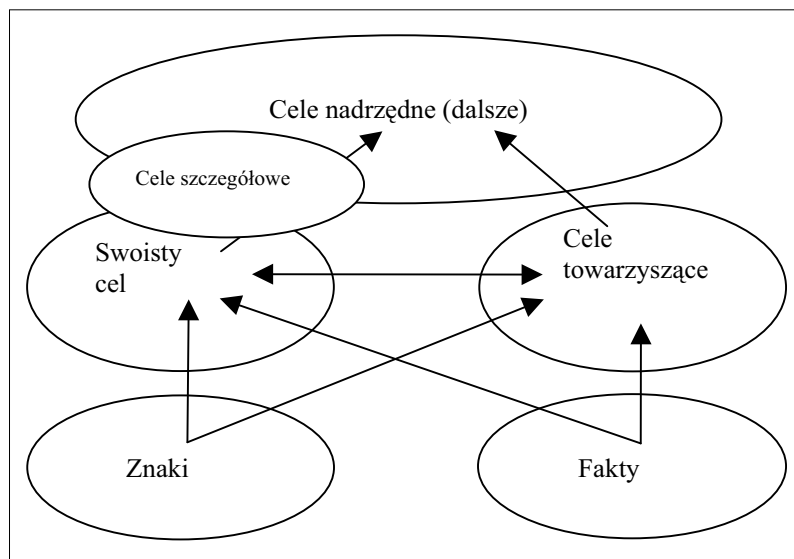 Cele nadrzędne (dalsze)
Cele szczegółowe
Swoisty
cel
Cele
towarzyszące
Znaki
Fakty